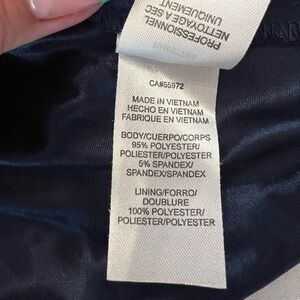 PROFESSIONNEL
NETTOYAGE A SEC
UNIQUEMENT
CA#55972
MADE IN VIETNAM
HECHO EN VIETNAM
FABRIQUE EN VIETNAM
BODY/CUERPO/CORPS
95% POLYESTER/
POLIESTER/POLYESTER
5% SPANDEX/
SPANDEX/SPANDEX
LINING/FORRO/
DOUBLURE
100% POLYESTER/
POLIESTER/POLYESTER